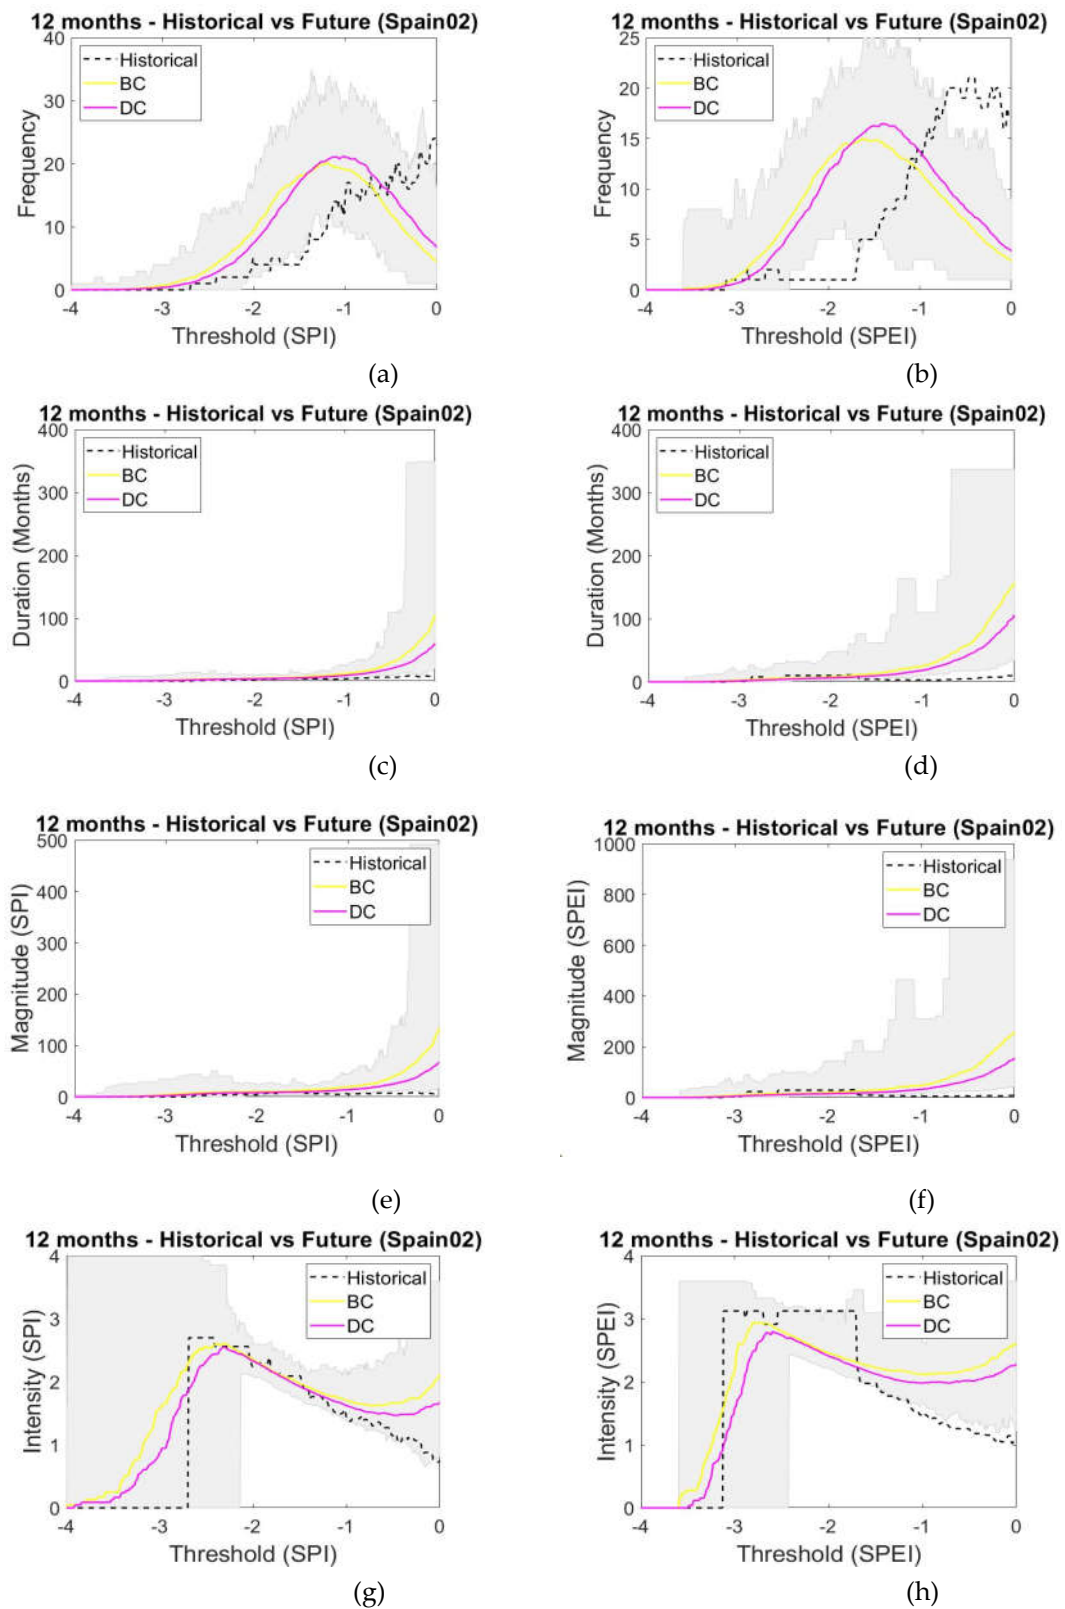 12 months - Historical vs Future (Spain02)
40
30
20
10
0
Frequency
Historical
BC
DC
-4 -3 -2 -1 0
Threshold (SPI)
(a)
12 months - Historical vs Future (Spain02)
25
20
15
10
5
0
Frequency
Historical
BC
DC
-4 -3 -2 -1 0
Threshold (SPEI)
(b)
12 months - Historical vs Future (Spain02)
400
300
200
100
0
Duration (Months)
Historical
BC
DC
-4 -3 -2 -1 0
Threshold (SPI)
(c)
12 months - Historical vs Future (Spain02)
400
300
200
100
0
Duration (Months)
Historical
BC
DC
-4 -3 -2 -1 0
Threshold (SPEI)
(d)
12 months - Historical vs Future (Spain02)
500
400
300
200
100
0
Magnitude (SPI)
Historical
BC
DC
-4 -3 -2 -1 0
Threshold (SPI)
(e)
12 months - Historical vs Future (Spain02)
1000
800
600
400
200
0
Magnitude (SPEI)
Historical
BC
DC
-4 -3 -2 -1 0
Threshold (SPEI)
(f)
12 months - Historical vs Future (Spain02)
4
3
2
1
0
Intensity (SPI)
Historical
BC
DC
-4 -3 -2 -1 0
Threshold (SPI)
(g)
12 months - Historical vs Future (Spain02)
4
3
2
1
0
Intensity (SPEI)
Historical
BC
DC
-4 -3 -2 -1 0
Threshold (SPEI)
(h)